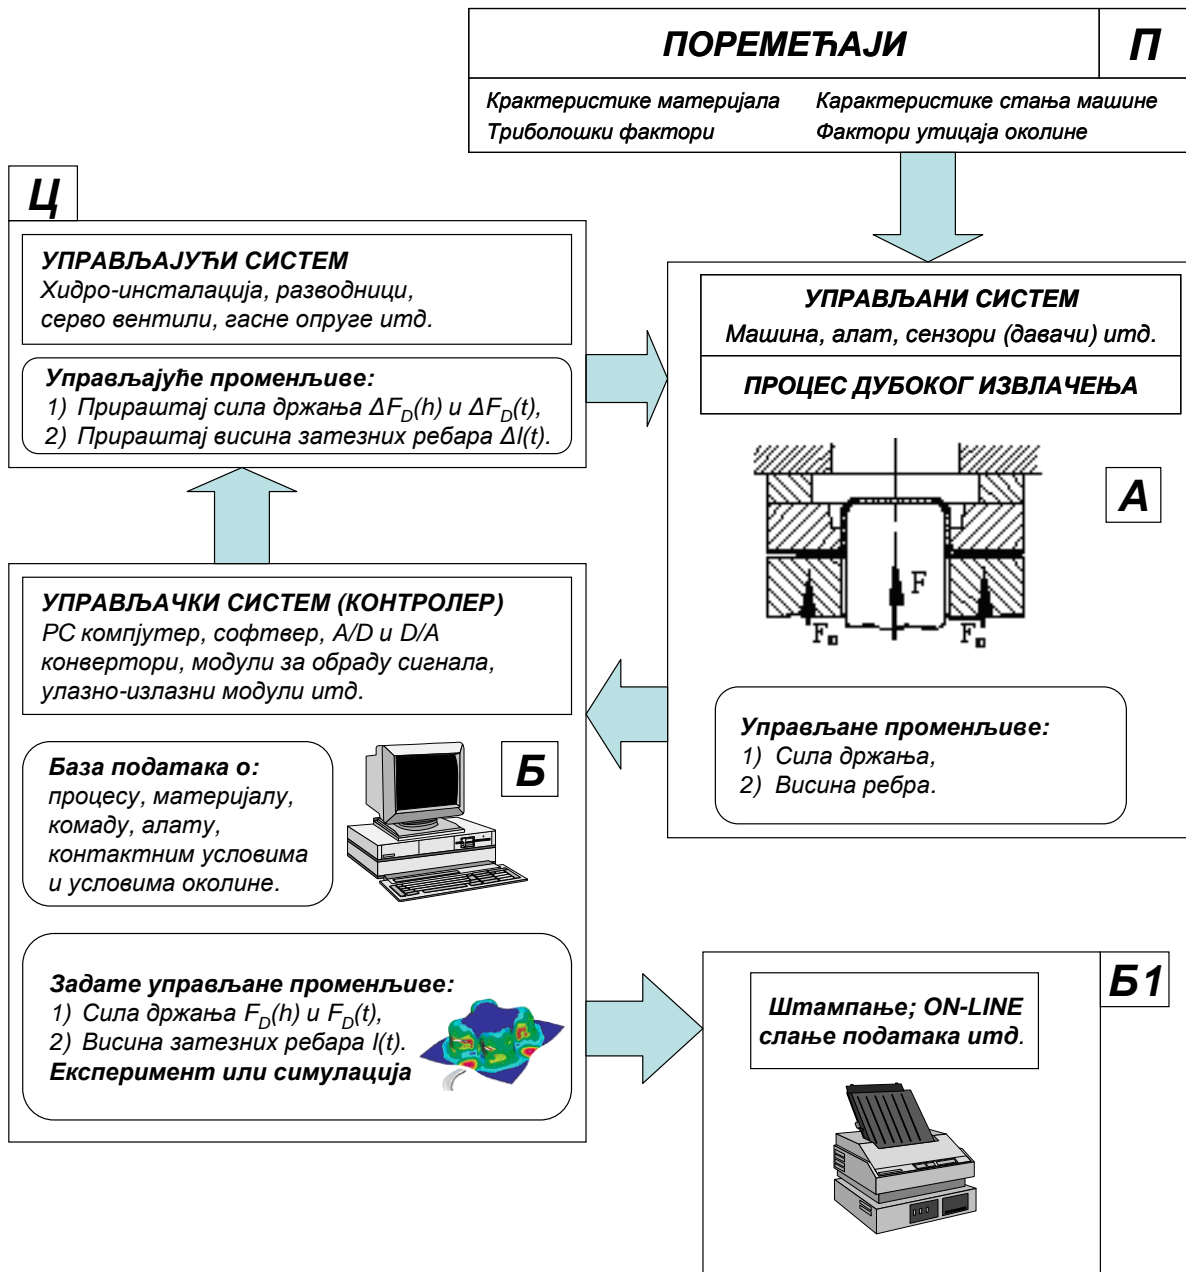 ПОРЕМЕЋАЈИ
П
Крактеристике материјала Карактеристике стања машине
Триболошки фактори Фактори утицаја околине
Ц
УПРАВЉАЈУЋИ СИСТЕМ
Хидро-инсталација, разводници,
серво вентили, гасне опруге итд.
Управљајуће променљиве:
1) Прираштај сила држања ΔF_D(h) и ΔF_D(t),
2) Прираштај висина затезних ребара Δl(t).
УПРАВЉАНИ СИСТЕМ
Машина, алат, сензори (давачи) итд.
ПРОЦЕС ДУБОКОГ ИЗВЛАЧЕЊА
А
F
F_D F_D
Управљане променљиве:
1) Сила држања,
2) Висина ребра.
УПРАВЉАЧКИ СИСТЕМ (КОНТРОЛЕР)
PC компјутер, софтвер, A/D и D/A
конвертори, модули за обраду сигнала,
улазно-излазни модули итд.
Б
База података о:
процесу, материјалу,
комаду, алату,
контактним условима
и условима околине.
Задате управљане променљиве:
1) Сила држања F_D(h) и F_D(t),
2) Висина затезних ребара l(t).
Експеримент или симулација
Б1
Штампање; ON-LINE
слање података итд.